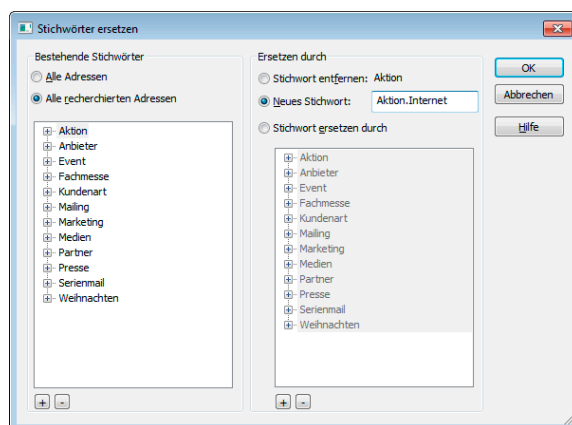 Stichwörter ersetzen
Bestehende Stichwörter
Alle Adressen
Alle recherchierten Adressen
Aktion
Anbieter
Event
Fachmesse
Kundenart
Mailing
Marketing
Medien
Partner
Presse
Serienmail
Weihnachten
+ -
Ersetzen durch
Stichwort entfernen: Aktion
Neues Stichwort: Aktion.Internet
Stichwort ersetzen durch
Aktion
Anbieter
Event
Fachmesse
Kundenart
Mailing
Marketing
Medien
Partner
Presse
Serienmail
Weihnachten
+ -
OK
Abbrechen
Hilfe